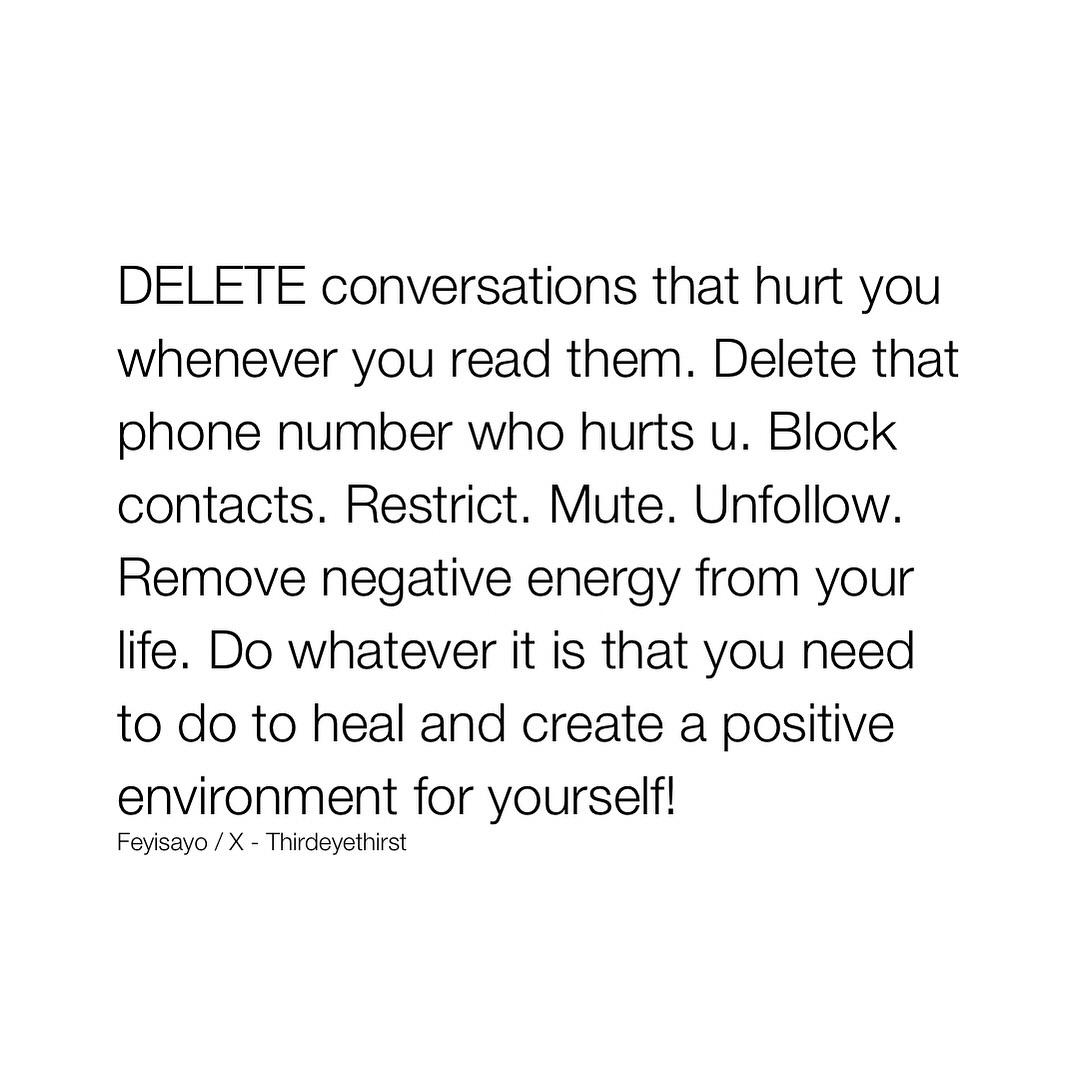 DELETE conversations that hurt you
whenever you read them. Delete that
phone number who hurts u. Block
contacts. Restrict. Mute. Unfollow.
Remove negative energy from your
life. Do whatever it is that you need
to do to heal and create a positive
environment for yourself!
Feyisayo / X - Thirdeyethirst